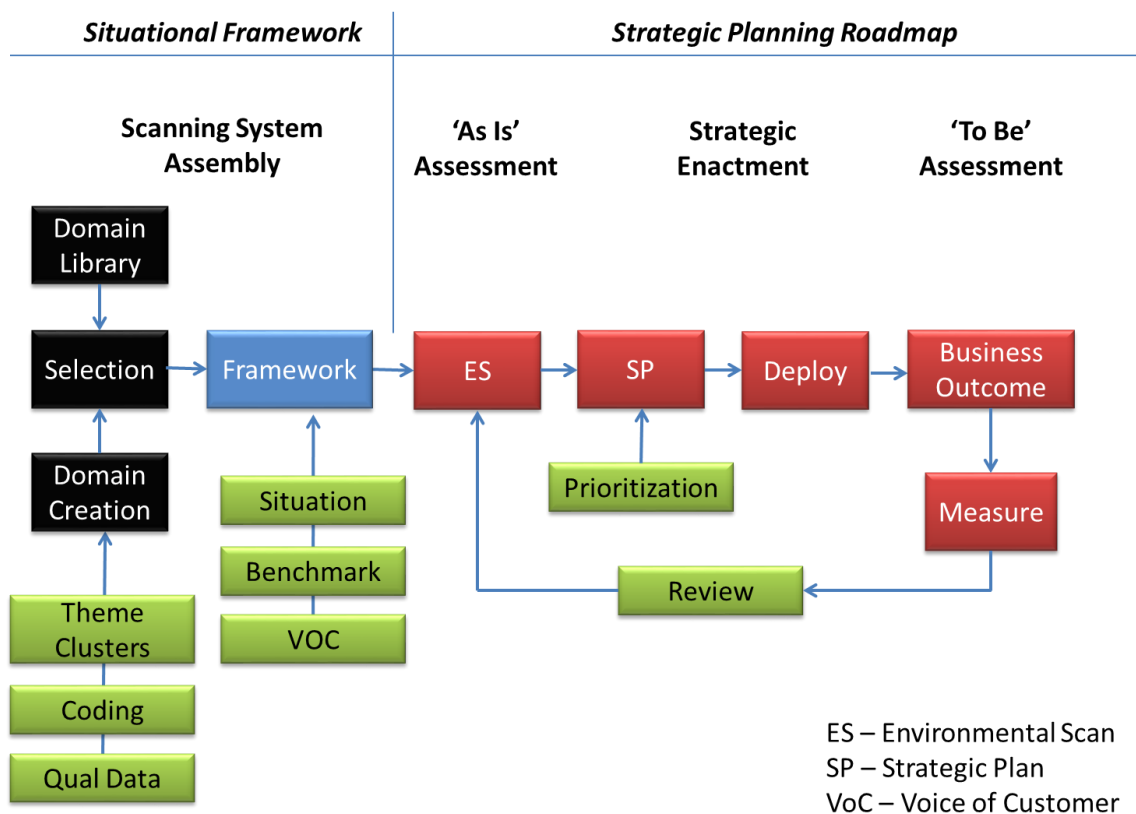 Situational Framework
Strategic Planning Roadmap
Scanning System
Assembly
‘As Is’
Assessment
Strategic
Enactment
‘To Be’
Assessment
Domain
Library
Selection
Framework
ES
SP
Deploy
Business
Outcome
Domain
Creation
Situation
Prioritization
Measure
Benchmark
Review
Theme
Clusters
VOC
Coding
Qual Data
ES – Environmental Scan
SP – Strategic Plan
VoC – Voice of Customer